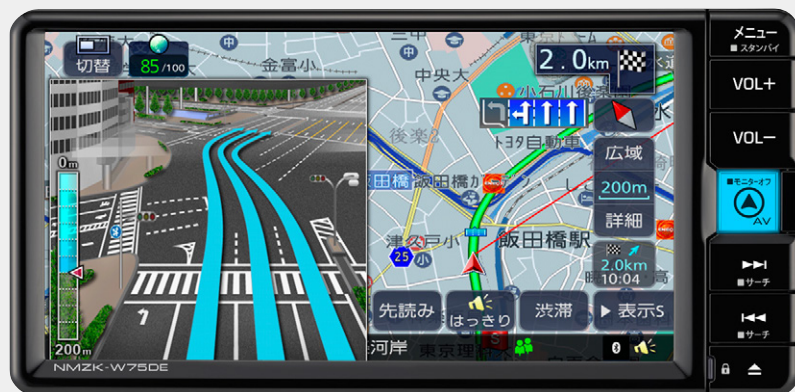 切替
85/100
金富小
中
中央大
2.0km
小石川後楽園
水
後楽2
トヨタ自動車
広域
200m
詳細
飯田橋
津久戸小
飯田橋駅
25
小
2.0km
10:04
0m
200m
先読み
はっきり
渋滞
表示S
河岸
東京理
S
NMZK-W75DE
メニュー
■スタンバイ
VOL+
VOL−
■モニターオフ
AV
▶▶|
■サーチ
|◀◀
■サーチ